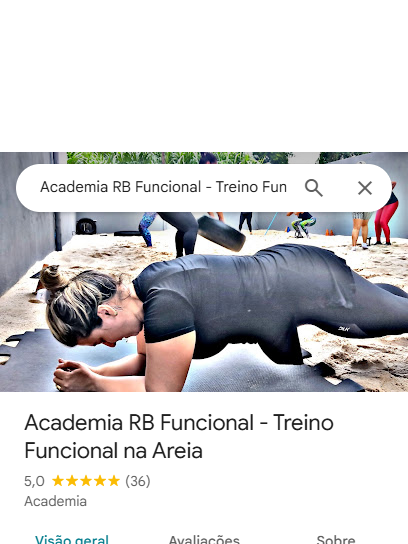 Academia RB Funcional - Treino Fun
Academia RB Funcional - Treino
Funcional na Areia
5,0 ★★★★★ (36)
Academia
Visão geral Avaliações Sobre